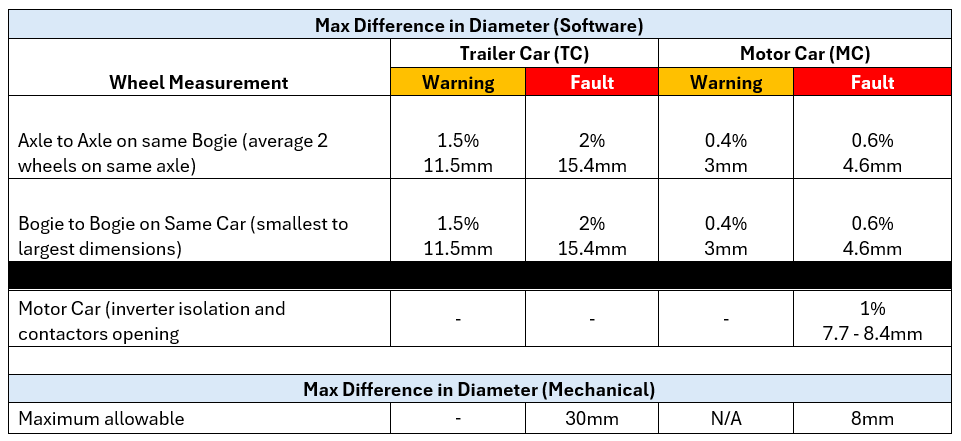 Max Difference in Diameter (Software)
Trailer Car (TC) Motor Car (MC)
Wheel Measurement Warning Fault Warning Fault
Axle to Axle on same Bogie (average 2 1.5% 2% 0.4% 0.6%
wheels on same axle) 11.5mm 15.4mm 3mm 4.6mm
Bogie to Bogie on Same Car (smallest to 1.5% 2% 0.4% 0.6%
largest dimensions) 11.5mm 15.4mm 3mm 4.6mm
Motor Car (inverter isolation and - - - 1%
contactors opening 7.7 - 8.4mm
Max Difference in Diameter (Mechanical)
Maximum allowable - 30mm N/A 8mm